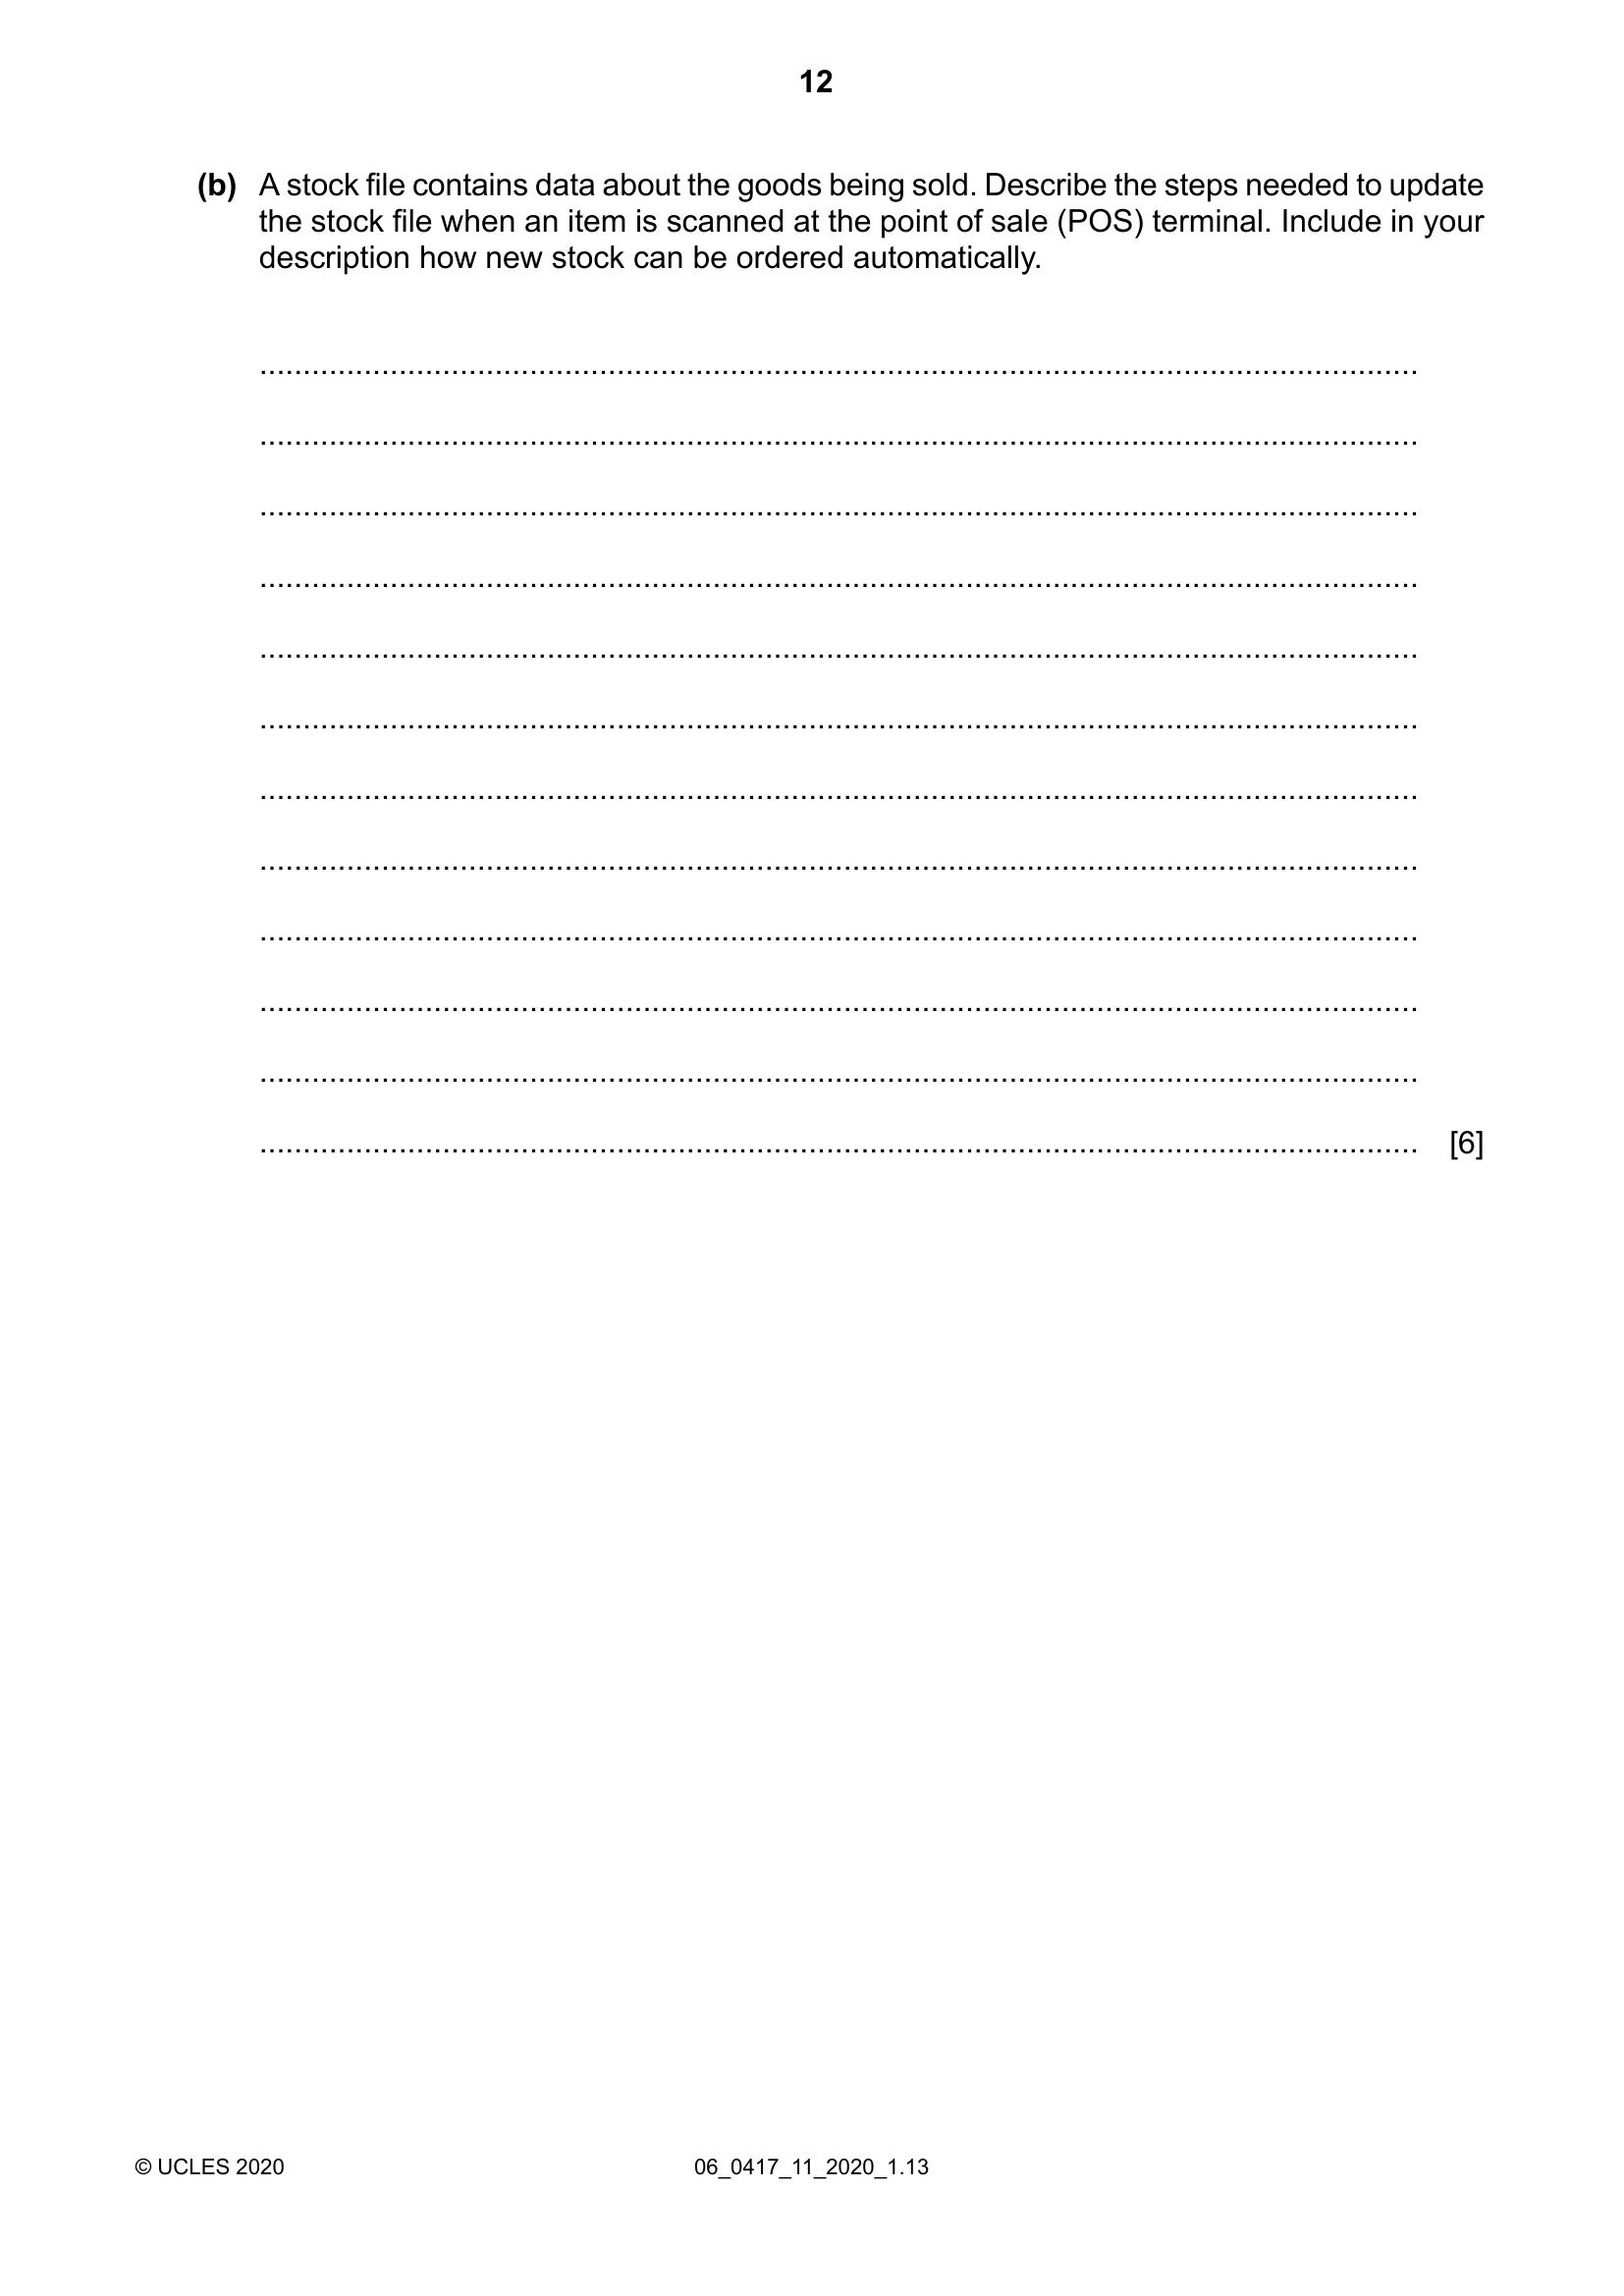 12
(b) A stock file contains data about the goods being sold. Describe the steps needed to update
the stock file when an item is scanned at the point of sale (POS) terminal. Include in your
description how new stock can be ordered automatically.
[6]
© UCLES 2020 06_0417_11_2020_1.13